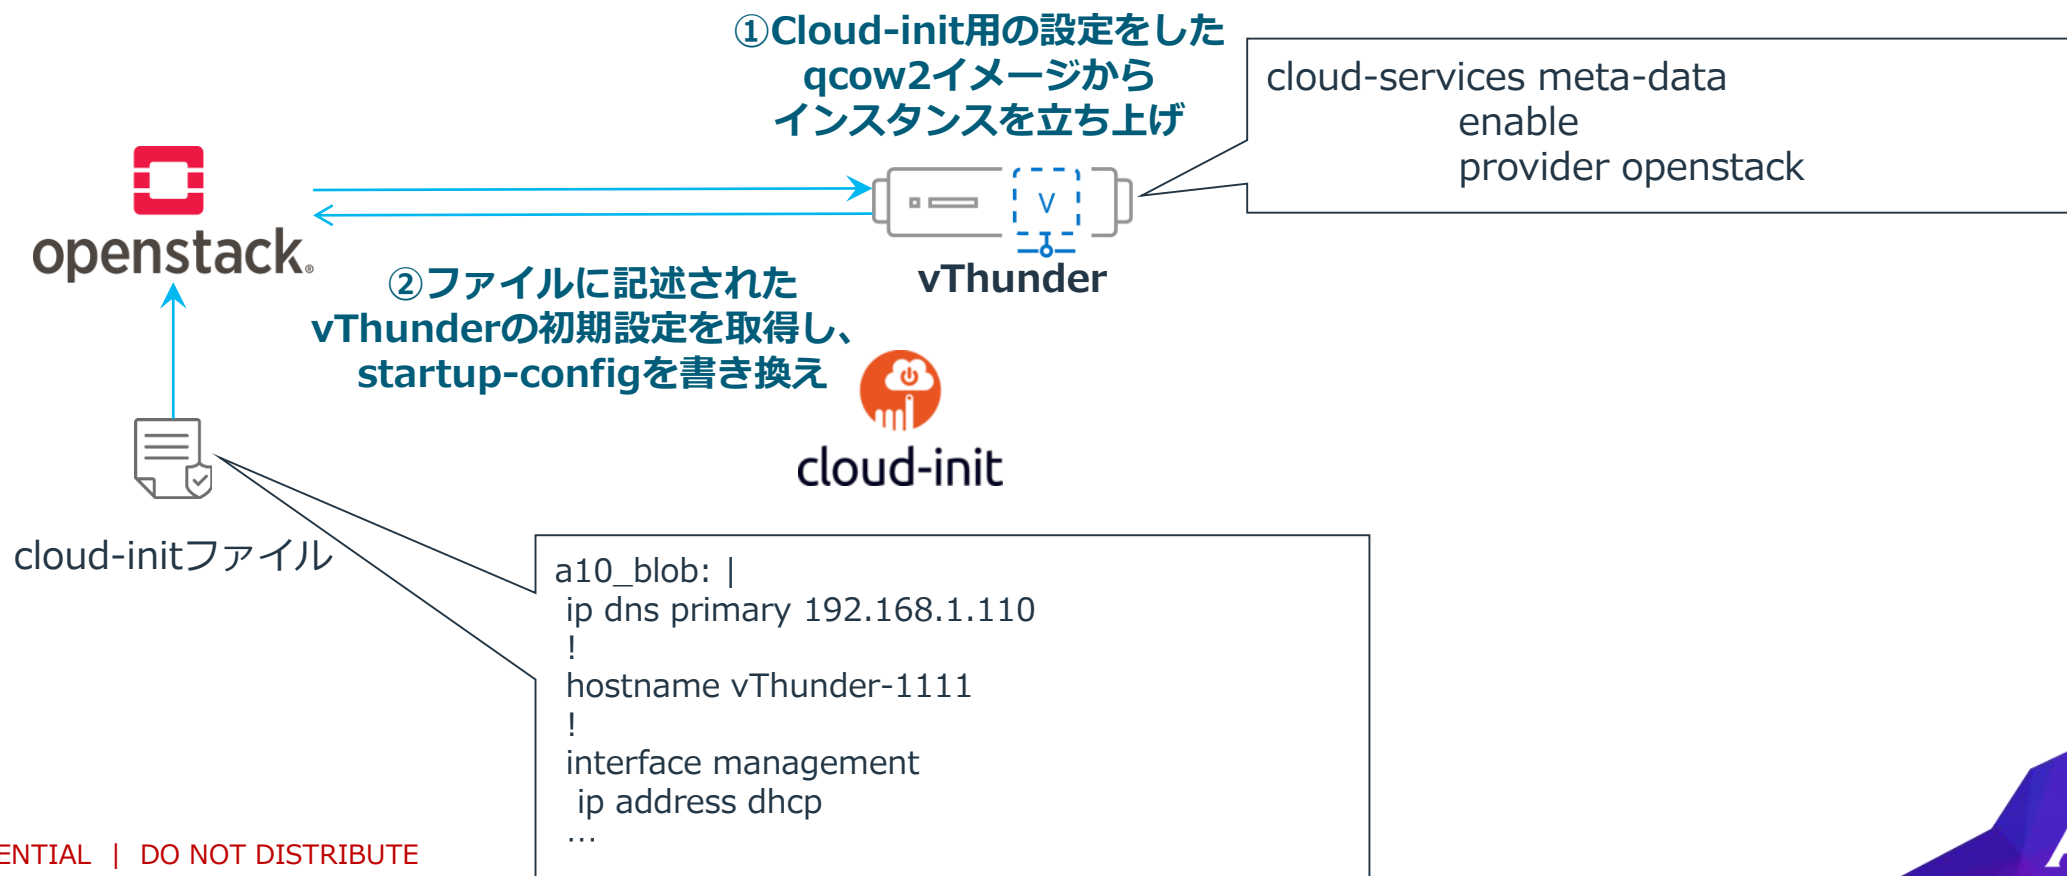 ①Cloud-init用の設定をした
qcow2イメージから
インスタンスを立ち上げ
cloud-services meta-data
enable
provider openstack
openstack.
V
vThunder
②ファイルに記述された
vThunderの初期設定を取得し、
startup-configを書き換え
cloud-init
cloud-initファイル
a10_blob: |
ip dns primary 192.168.1.110
!
hostname vThunder-1111
!
interface management
ip address dhcp
…
ENTIAL | DO NOT DISTRIBUTE